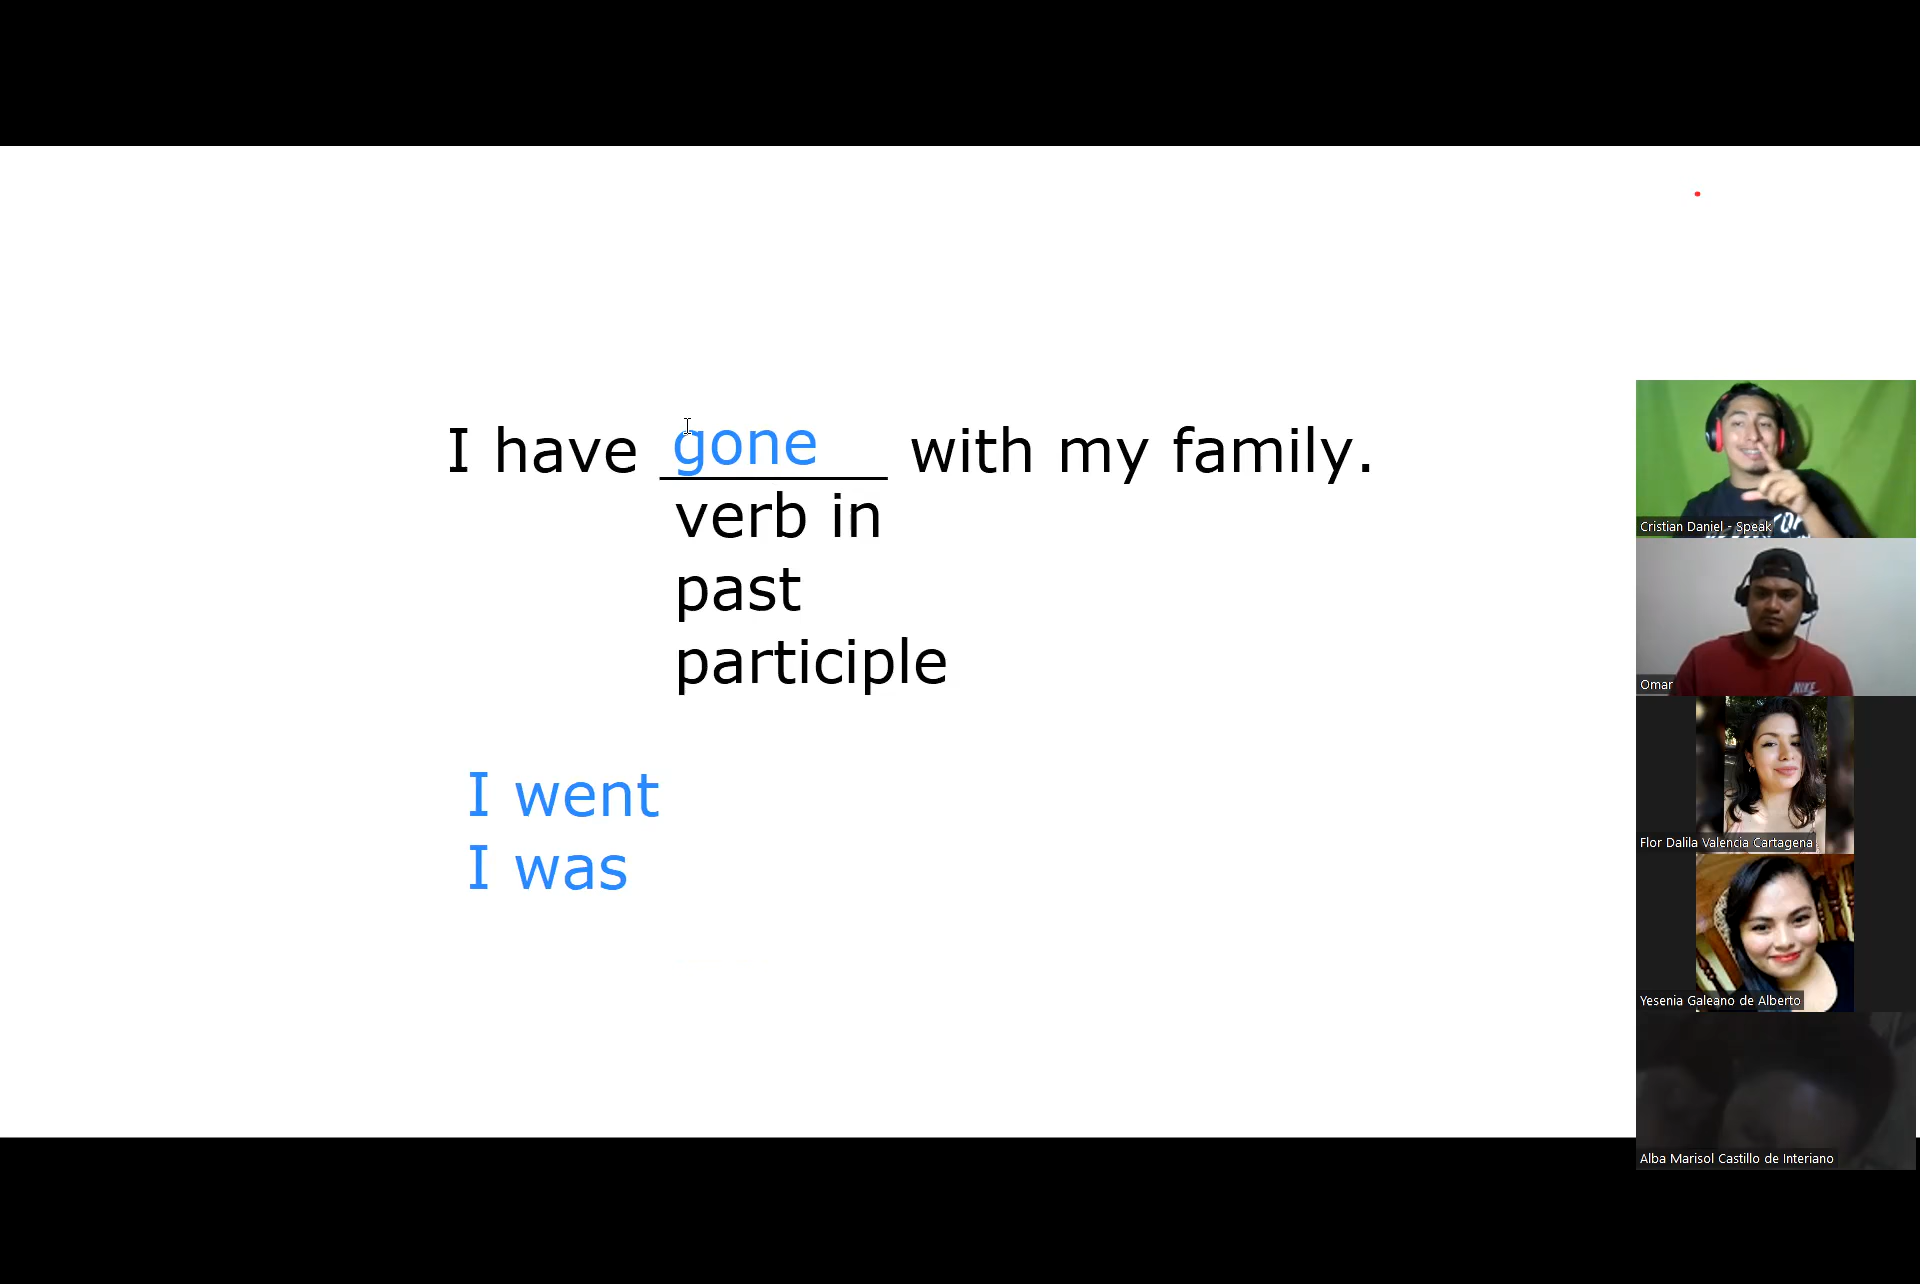 I have gone with my family.
verb in
past
participle
I went
I was
Cristian Daniel - Speak
Omar
NIKE
Flor Dalila Valencia Cartagena
Yesenia Galeano de Alberto
Alba Marisol Castillo de Interiano